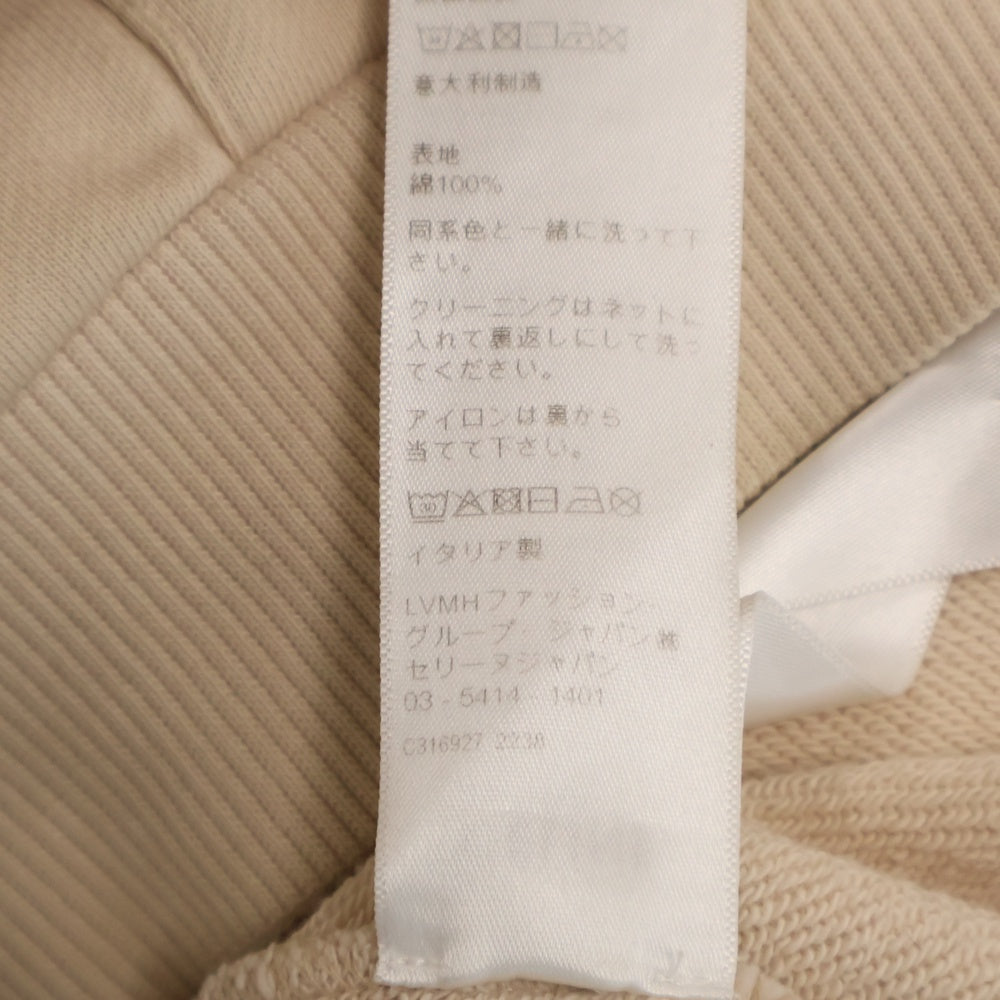 意大利制造
表地
綿100%
同系色と一緒に洗って下
さい。
クリーニングはネットに
入れて裏返しにして洗っ
てください。
アイロンは裏から
当てて下さい。
30
イタリア製
LVMHファッション・
グループ・ジャパン㈱
セリーヌジャパン
03 - 5414 - 1401
C316927 2238